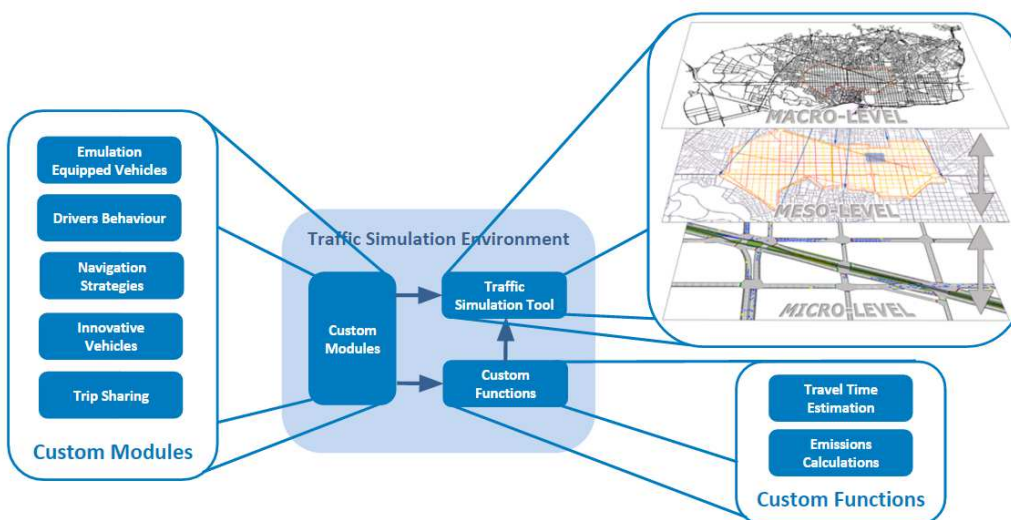 Emulation
Equipped Vehicles
Drivers Behaviour
Navigation
Strategies
Innovative
Vehicles
Trip Sharing
Custom Modules
Traffic Simulation Environment
Custom
Modules
Traffic
Simulation Tool
Custom
Functions
MACRO-LEVEL
MESO-LEVEL
MICRO-LEVEL
Travel Time
Estimation
Emissions
Calculations
Custom Functions